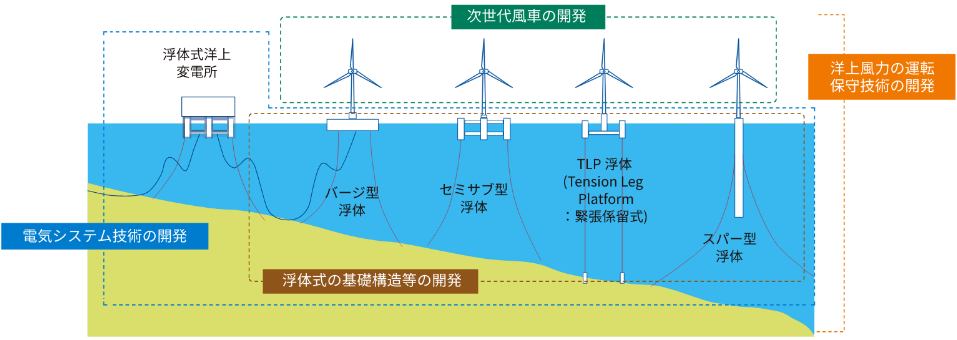 次世代風車の開発
浮体式洋上
変電所
洋上風力の運転
保守技術の開発
バージ型
浮体
セミサブ型
浮体
TLP 浮体
(Tension Leg
Platform
：緊張係留式)
スパー型
浮体
電気システム技術の開発
浮体式の基礎構造等の開発